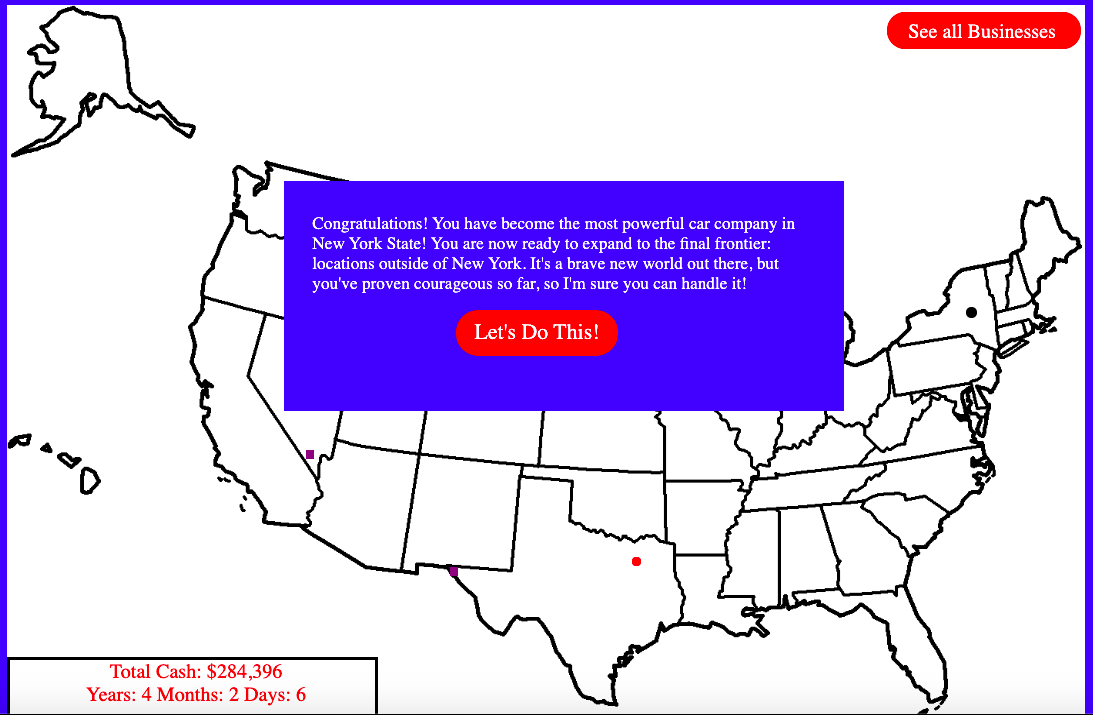 See all Businesses
Congratulations! You have become the most powerful car company in
New York State! You are now ready to expand to the final frontier:
locations outside of New York. It's a brave new world out there, but
you've proven courageous so far, so I'm sure you can handle it!
Let's Do This!
Total Cash: $284,396
Years: 4 Months: 2 Days: 6